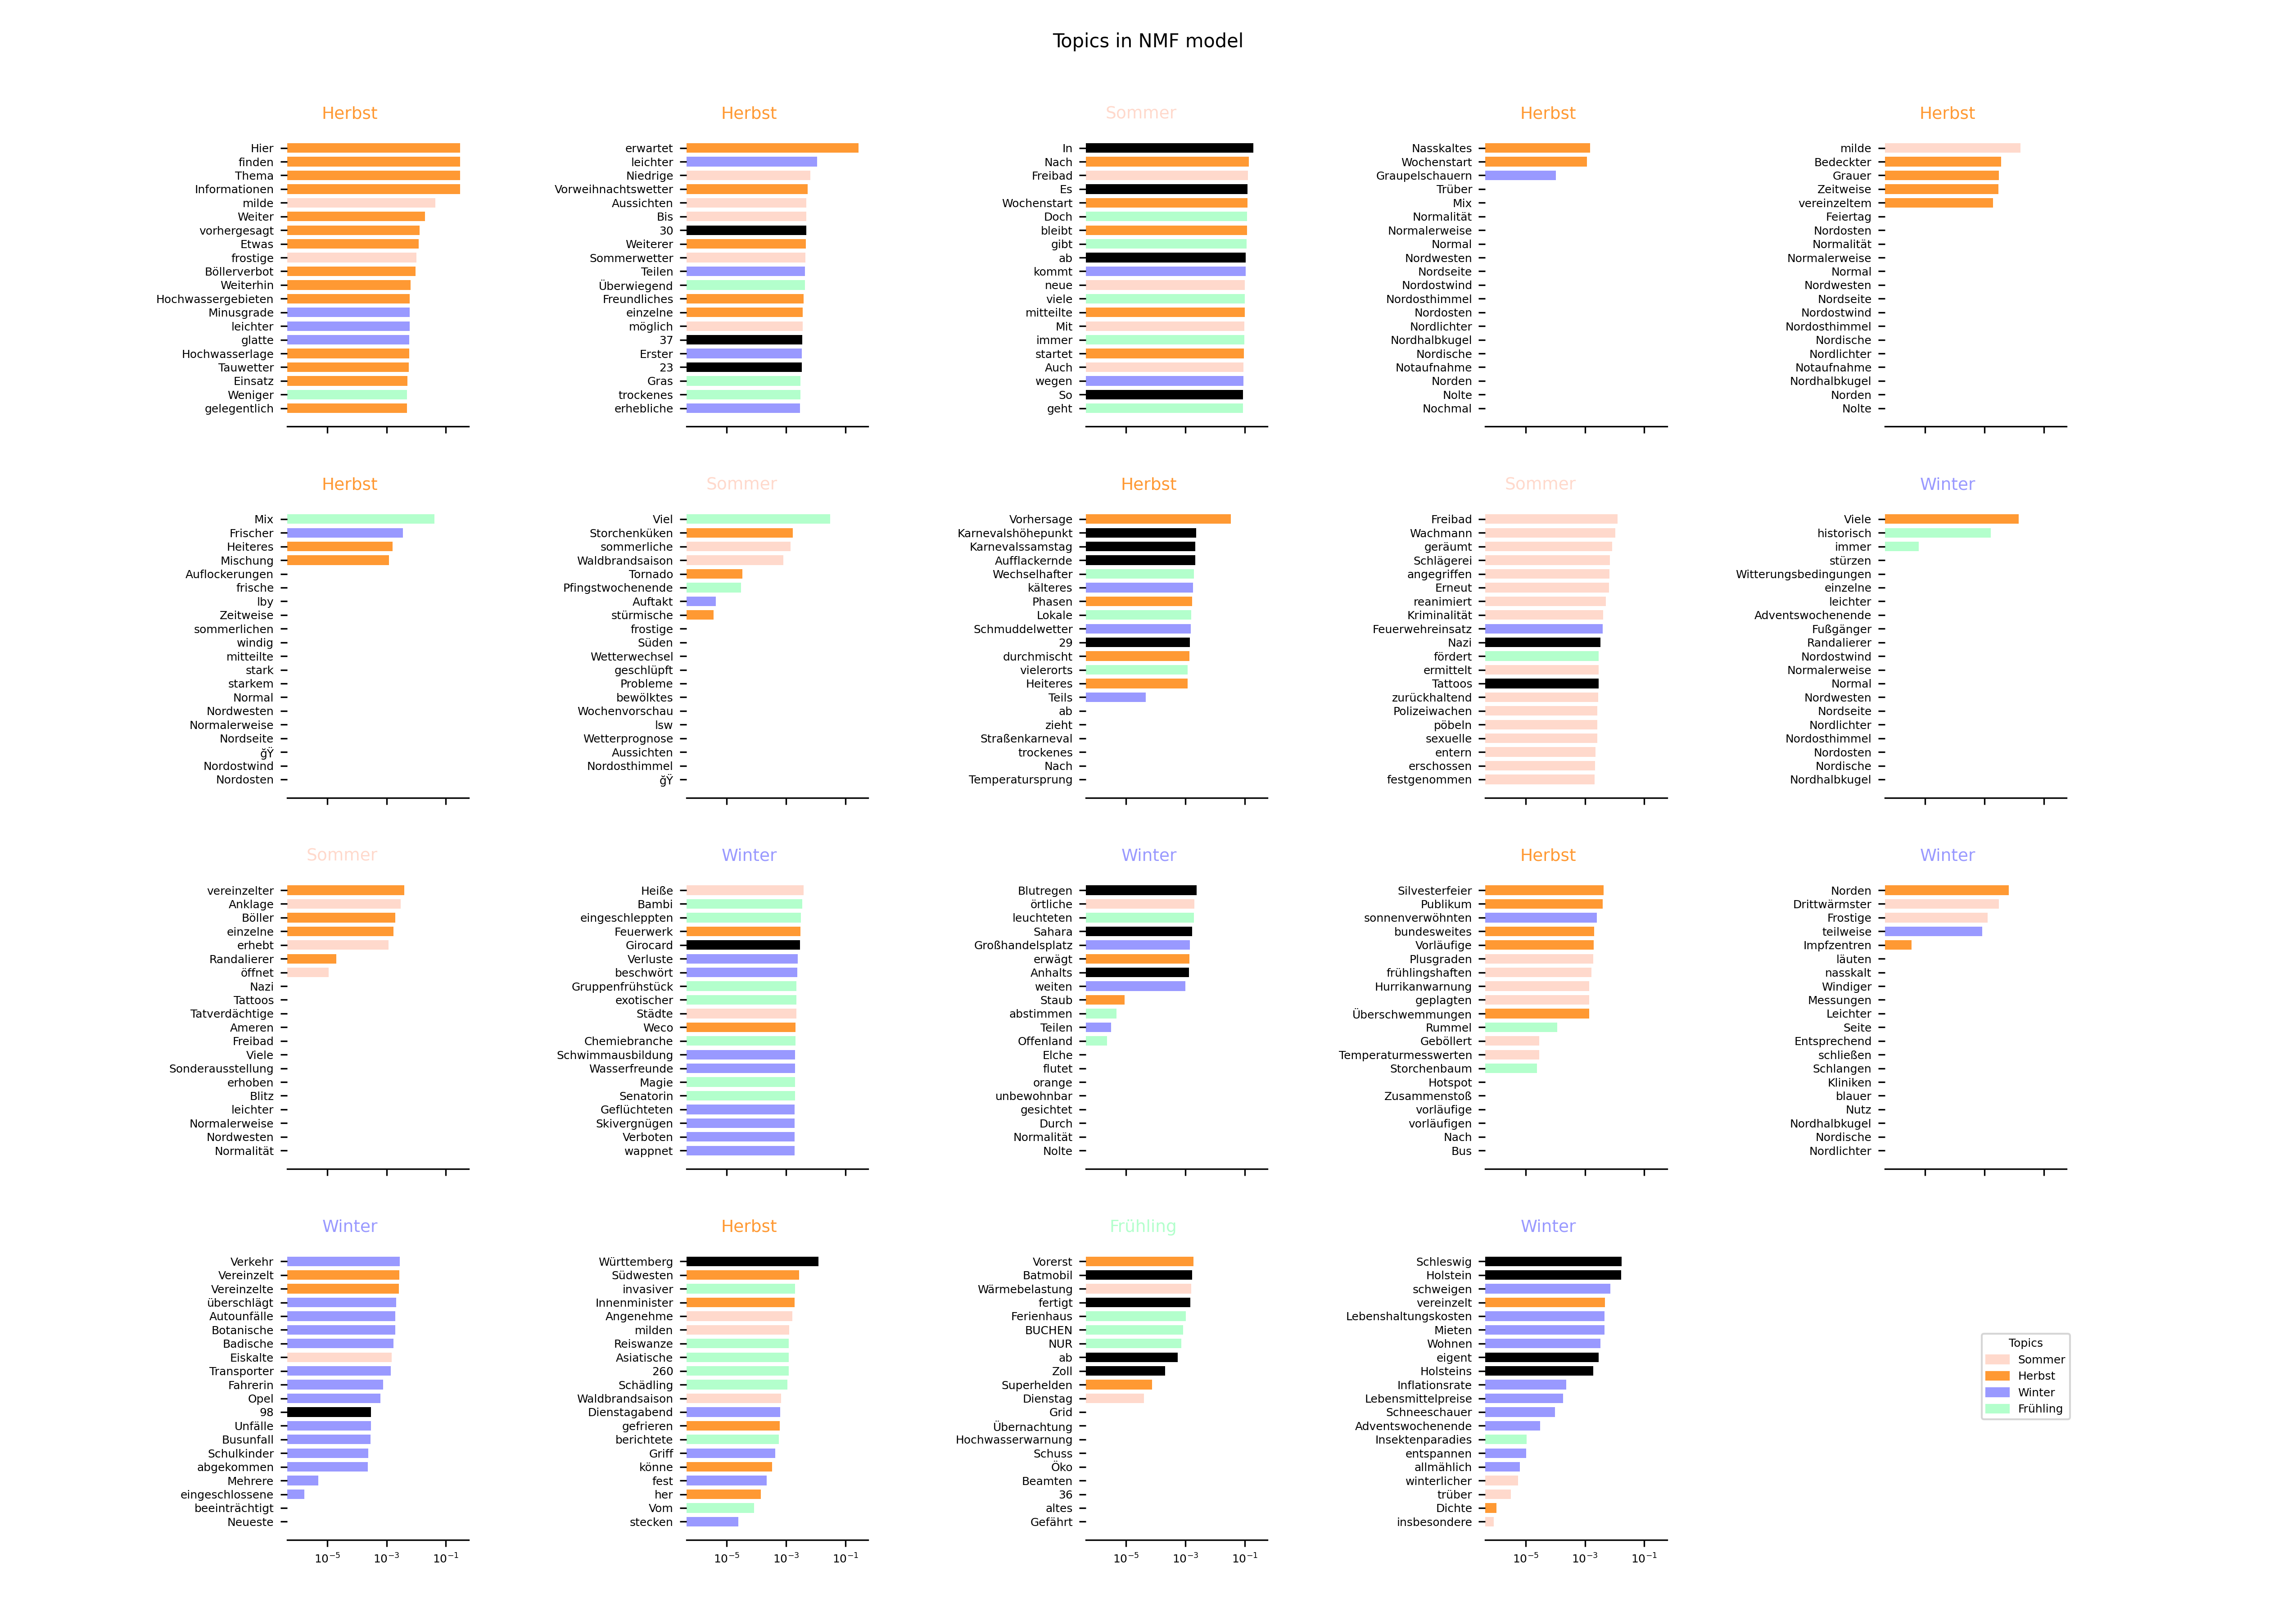 Topics in NMF model
Herbst
Hier
finden
Thema
Informationen
milde
Weiter
vorhergesagt
Etwas
frostige
Böllerverbot
Weiterhin
Hochwassergebieten
Minusgrade
leichter
glatte
Hochwasserlage
Tauwetter
Einsatz
Weniger
gelegentlich
Herbst
erwartet
leichter
Niedrige
Vorweihnachtswetter
Aussichten
Bis
30
Weiterer
Sommerwetter
Teilen
Überwiegend
Freundliches
einzelne
möglich
37
Erster
23
Gras
trockenes
erhebliche
Sommer
In
Nach
Freibad
Es
Wochenstart
Doch
bleibt
gibt
ab
kommt
neue
viele
mitteilte
Mit
immer
startet
Auch
wegen
So
geht
Herbst
Nasskaltes
Wochenstart
Graupelschauern
Trüber
Mix
Normalität
Normalerweise
Normal
Nordwesten
Nordseite
Nordostwind
Nordosthimmel
Nordosten
Nordlichter
Nordhalbkugel
Nordische
Notaufnahme
Norden
Nolte
Nochmal
Herbst
milde
Bedeckter
Grauer
Zeitweise
vereinzeltem
Feiertag
Nordosten
Normalität
Normalerweise
Normal
Nordwesten
Nordseite
Nordostwind
Nordosthimmel
Nordische
Nordlichter
Notaufnahme
Nordhalbkugel
Norden
Nolte
Herbst
Mix
Frischer
Heiteres
Mischung
Auflockerungen
frische
lby
Zeitweise
sommerlichen
windig
mitteilte
stark
starkem
Normal
Nordwesten
Normalerweise
Nordseite
ğŸ
Nordostwind
Nordosten
Sommer
Viel
Storchenküken
sommerliche
Waldbrandsaison
Tornado
Pfingstwochenende
Auftakt
stürmische
frostige
Süden
Wetterwechsel
geschlüpft
Probleme
bewölktes
Wochenvorschau
lsw
Wetterprognose
Aussichten
Nordosthimmel
ğŸ
Herbst
Vorhersage
Karnevalshöhepunkt
Karnevalssamstag
Aufflackernde
Wechselhafter
kälteres
Phasen
Lokale
Schmuddelwetter
29
durchmischt
vielerorts
Heiteres
Teils
ab
zieht
Straßenkarneval
trockenes
Nach
Temperatursprung
Sommer
Freibad
Wachmann
geräumt
Schlägerei
angegriffen
Erneut
reanimiert
Kriminalität
Feuerwehreinsatz
Nazi
fördert
ermittelt
Tattoos
zurückhaltend
Polizeiwachen
pöbeln
sexuelle
entern
erschossen
festgenommen
Winter
Viele
historisch
immer
stürzen
Witterungsbedingungen
einzelne
leichter
Adventswochenende
Fußgänger
Randalierer
Nordostwind
Normalerweise
Normal
Nordwesten
Nordseite
Nordlichter
Nordosthimmel
Nordosten
Nordische
Nordhalbkugel
Sommer
vereinzelter
Anklage
Böller
einzelne
erhebt
Randalierer
öffnet
Nazi
Tattoos
Tatverdächtige
Ameren
Freibad
Viele
Sonderausstellung
erhoben
Blitz
leichter
Normalerweise
Nordwesten
Normalität
Winter
Heiße
Bambi
eingeschleppten
Feuerwerk
Girocard
Verluste
beschwört
Gruppenfrühstück
exotischer
Städte
Weco
Chemiebranche
Schwimmausbildung
Wasserfreunde
Magie
Senatorin
Geflüchteten
Skivergnügen
Verboten
wappnet
Winter
Blutregen
örtliche
leuchteten
Sahara
Großhandelsplatz
erwägt
Anhalts
weiten
Staub
abstimmen
Teilen
Offenland
Elche
flutet
orange
unbewohnbar
gesichtet
Durch
Normalität
Nolte
Herbst
Silvesterfeier
Publikum
sonnenverwöhnten
bundesweites
Vorläufige
Plusgraden
frühlingshaften
Hurrikanwarnung
geplagten
Überschwemmungen
Rummel
Geböllert
Temperaturmesswerten
Storchenbaum
Hotspot
Zusammenstoß
vorläufige
vorläufigen
Nach
Bus
Winter
Norden
Drittwärmster
Frostige
teilweise
Impfzentren
läuten
nasskalt
Windiger
Messungen
Leichter
Seite
Entsprechend
schließen
Schlangen
Kliniken
blauer
Nutz
Nordhalbkugel
Nordische
Nordlichter
Winter
Verkehr
Vereinzelt
Vereinzelte
überschlägt
Autounfälle
Botanische
Badische
Eiskalte
Transporter
Fahrerin
Opel
98
Unfälle
Busunfall
Schulkinder
abgekommen
Mehrere
eingeschlossene
beeinträchtigt
Neueste
10⁻⁵ 10⁻³ 10⁻¹
Herbst
Württemberg
Südwesten
invasiver
Innenminister
Angenehme
milden
Reiswanze
Asiatische
260
Schädling
Waldbrandsaison
Dienstagabend
gefrieren
berichtete
Griff
könne
fest
her
Vom
stecken
10⁻⁵ 10⁻³ 10⁻¹
Frühling
Vorerst
Batmobil
Wärmebelastung
fertigt
Ferienhaus
BUCHEN
NUR
ab
Zoll
Superhelden
Dienstag
Grid
Übernachtung
Hochwasserwarnung
Schuss
Öko
Beamten
36
altes
Gefährt
10⁻⁵ 10⁻³ 10⁻¹
Winter
Schleswig
Holstein
schweigen
vereinzelt
Lebenshaltungskosten
Mieten
Wohnen
eigent
Holsteins
Inflationsrate
Lebensmittelpreise
Schneeschauer
Adventswochenende
Insektenparadies
entspannen
allmählich
winterlicher
trüber
Dichte
insbesondere
10⁻⁵ 10⁻³ 10⁻¹
Topics
Sommer
Herbst
Winter
Frühling